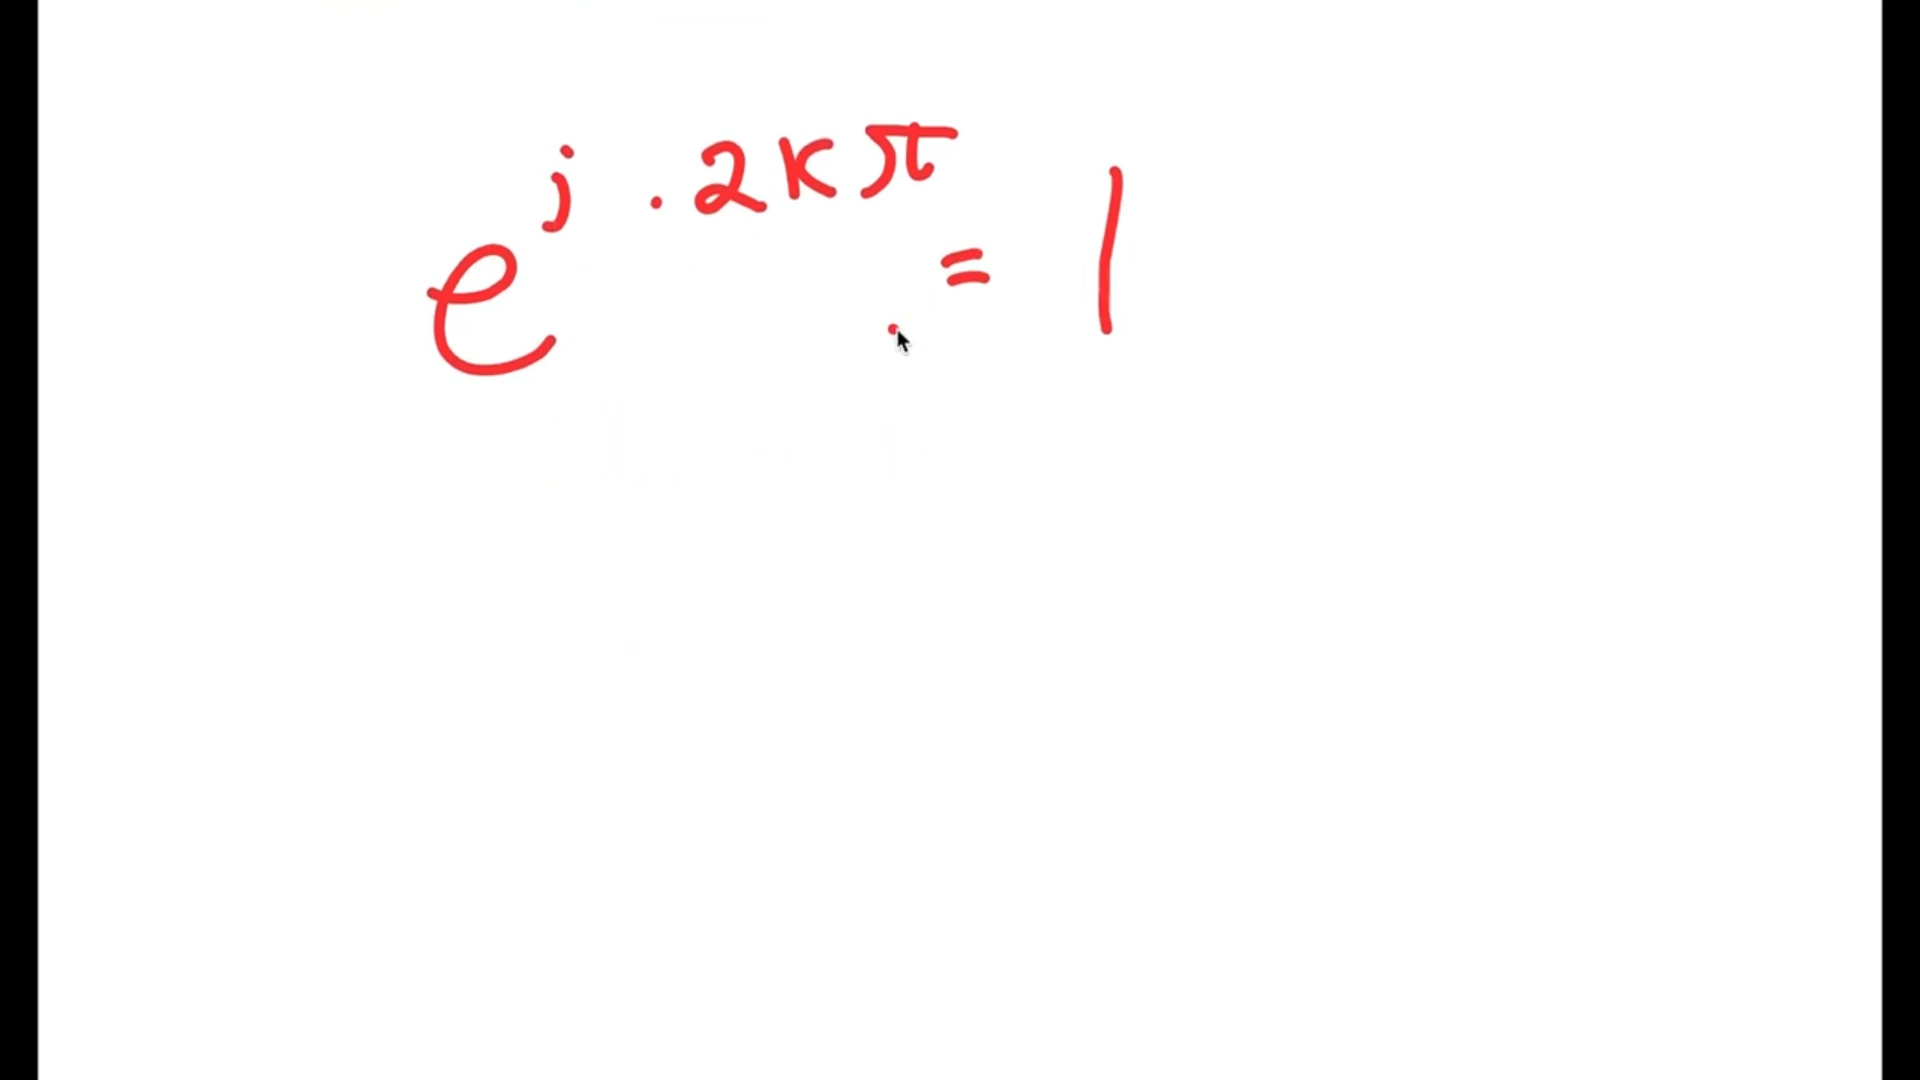 e^{j . 2kπ} = 1